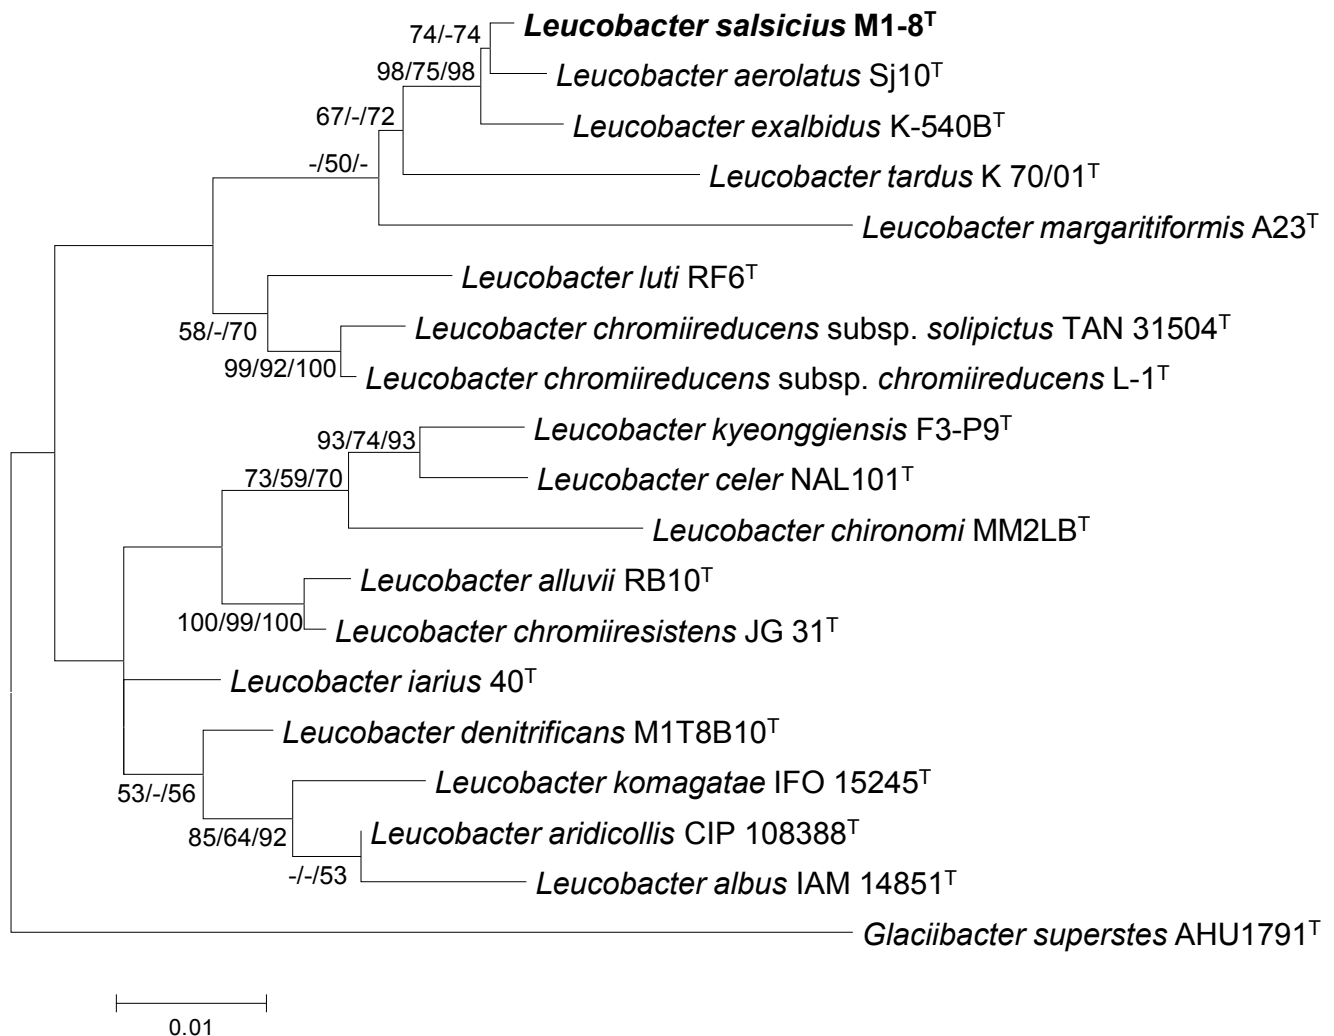 74/-74
Leucobacter salsicius M1-8ᵀ
98/75/98
Leucobacter aerolatus Sj10ᵀ
67/-/72
Leucobacter exalbidus K-540Bᵀ
-/50/-
Leucobacter tardus K 70/01ᵀ
Leucobacter margaritiformis A23ᵀ
Leucobacter luti RF6ᵀ
58/-/70
Leucobacter chromiireducens subsp. solipictus TAN 31504ᵀ
99/92/100
Leucobacter chromiireducens subsp. chromiireducens L-1ᵀ
93/74/93
Leucobacter kyeonggiensis F3-P9ᵀ
73/59/70
Leucobacter celer NAL101ᵀ
Leucobacter chironomi MM2LBᵀ
Leucobacter alluvii RB10ᵀ
100/99/100
Leucobacter chromiiresistens JG 31ᵀ
Leucobacter iarius 40ᵀ
Leucobacter denitrificans M1T8B10ᵀ
53/-/56
Leucobacter komagatae IFO 15245ᵀ
85/64/92
Leucobacter aridicollis CIP 108388ᵀ
-/-/53
Leucobacter albus IAM 14851ᵀ
Glaciibacter superstes AHU1791ᵀ
0.01